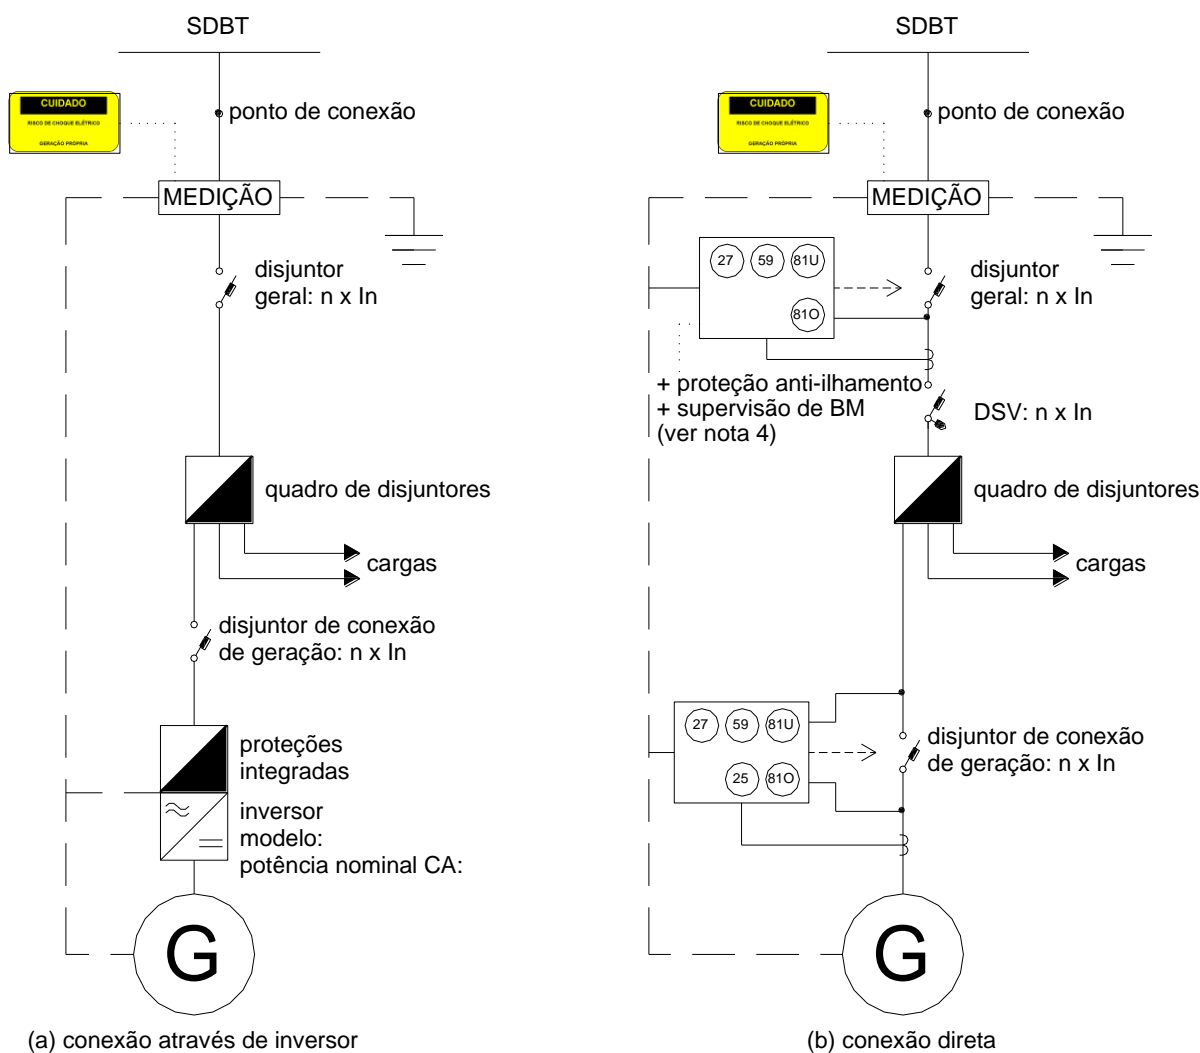 SDBT
CUIDADO
RISCO DE CHOQUE ELÉTRICO
GERAÇÃO PRÓPRIA
ponto de conexão
MEDIÇÃO
disjuntor
geral: n x In
quadro de disjuntores
cargas
disjuntor de conexão
de geração: n x In
proteções
integradas
inversor
modelo:
potência nominal CA:
G
(a) conexão através de inversor
SDBT
CUIDADO
RISCO DE CHOQUE ELÉTRICO
GERAÇÃO PRÓPRIA
ponto de conexão
MEDIÇÃO
27 59 81U
81O
disjuntor
geral: n x In
+ proteção anti-ilhamento
+ supervisão de BM
(ver nota 4)
DSV: n x In
quadro de disjuntores
cargas
27 59 81U
25 81O
disjuntor de conexão
de geração: n x In
G
(b) conexão direta